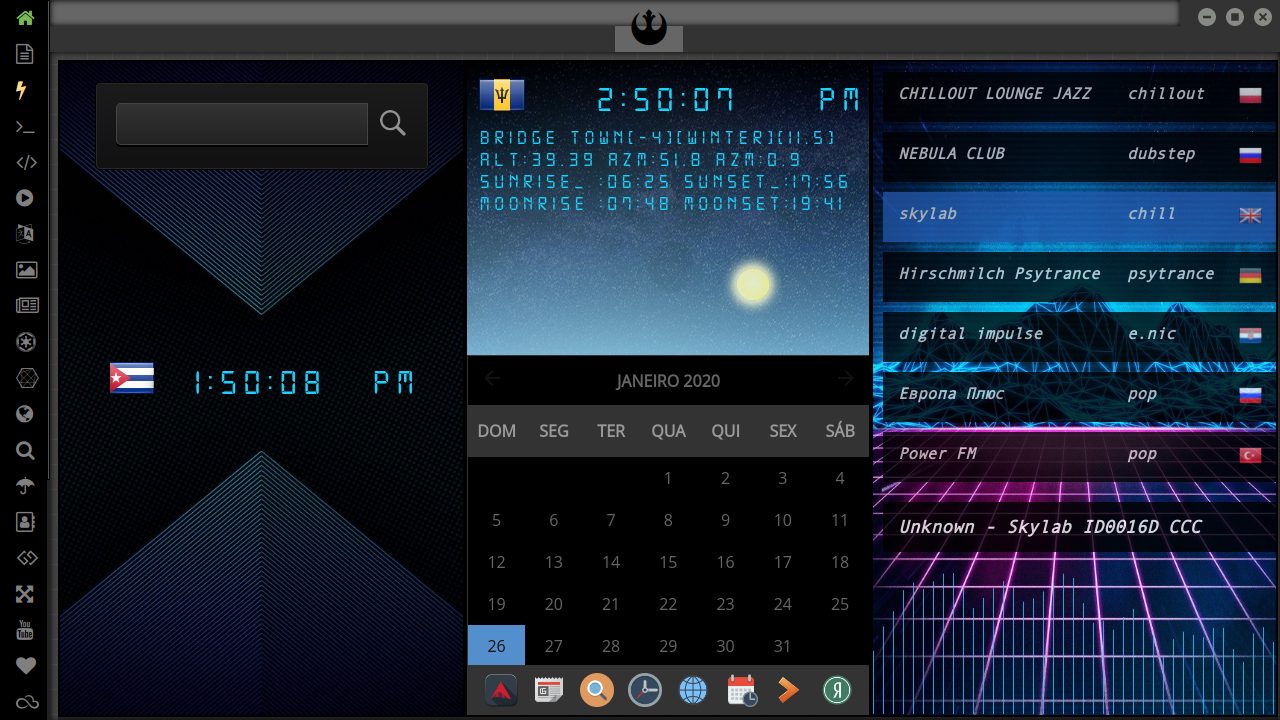 1:50:08 PM
2:50:07 PM
BRIDGE TOWN[-4][WINTER][11.5]
ALT:39.39 AZM:51.8 AZM:0.9
SUNRISE_ :06:25 SUNSET_:17:56
MOONRISE :07:48 MOONSET:19:41
JANEIRO 2020
DOM SEG TER QUA QUI SEX SÁB
1 2 3 4
5 6 7 8 9 10 11
12 13 14 15 16 17 18
19 20 21 22 23 24 25
26 27 28 29 30 31
CHILLOUT LOUNGE JAZZ chillout
NEBULA CLUB dubstep
skylab chill
Hirschmilch Psytrance psytrance
digital impulse e.nic
Европа Плюс pop
Power FM pop
Unknown - Skylab ID0016D CCC
You
Tube
Я